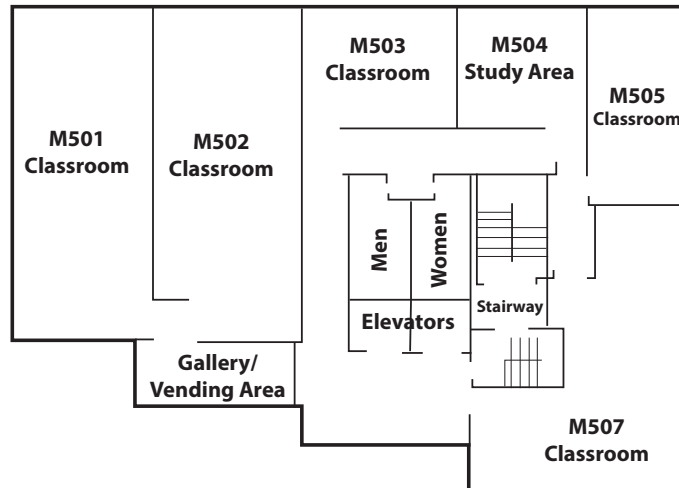 M503
Classroom
M504
Study Area
M505
Classroom
M501
Classroom
M502
Classroom
Men
Women
Elevators
Stairway
Gallery/
Vending Area
M507
Classroom